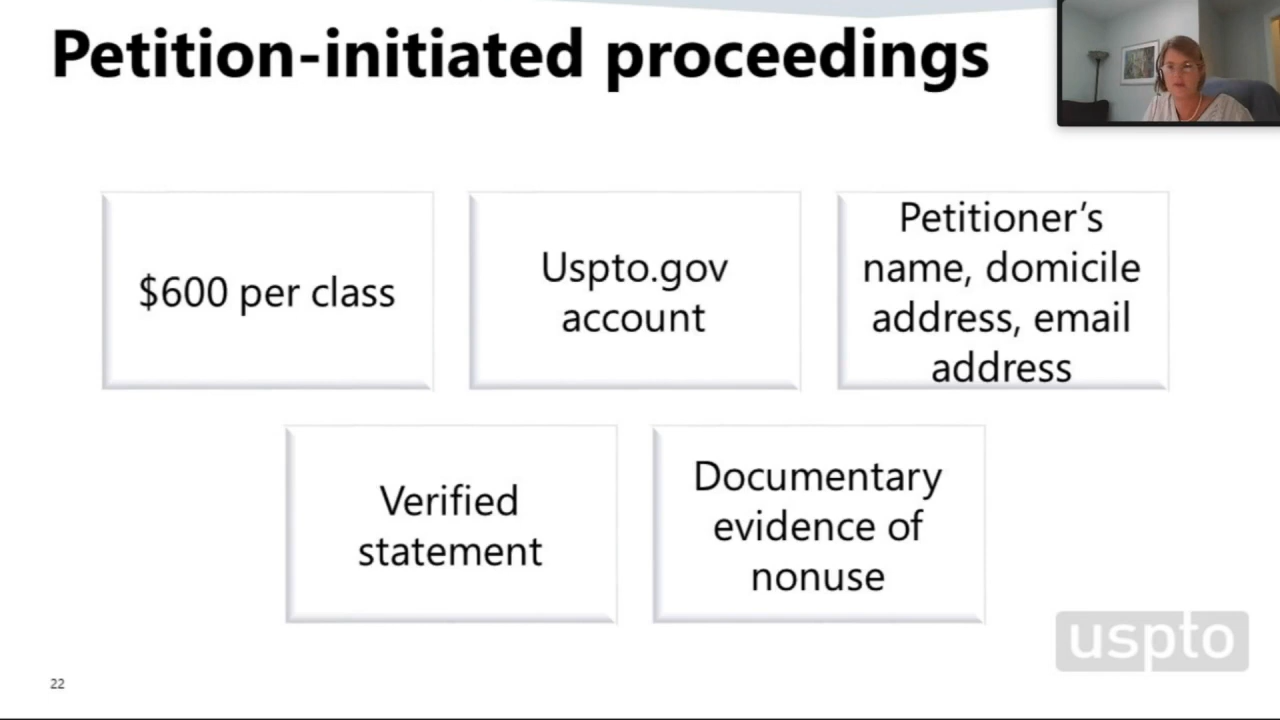 Petition-initiated proceedings
$600 per class
Uspto.gov
account
Petitioner’s
name, domicile
address, email
address
Verified
statement
Documentary
evidence of
nonuse
uspto
22